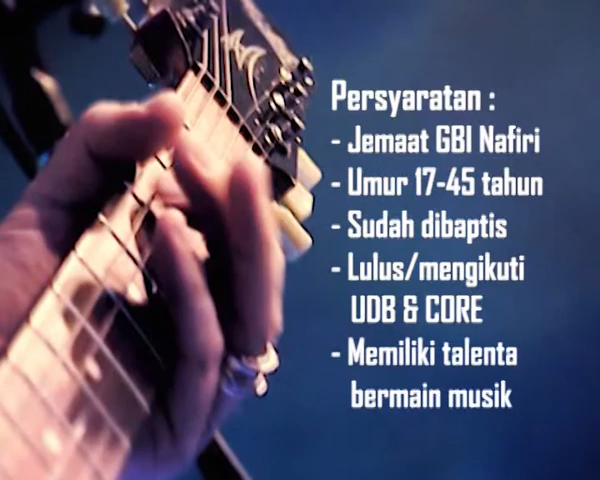 Persyaratan :
- Jemaat GBI Nafiri
- Umur 17-45 tahun
- Sudah dibaptis
- Lulus/mengikuti
UDB & CORE
- Memiliki talenta
bermain musik